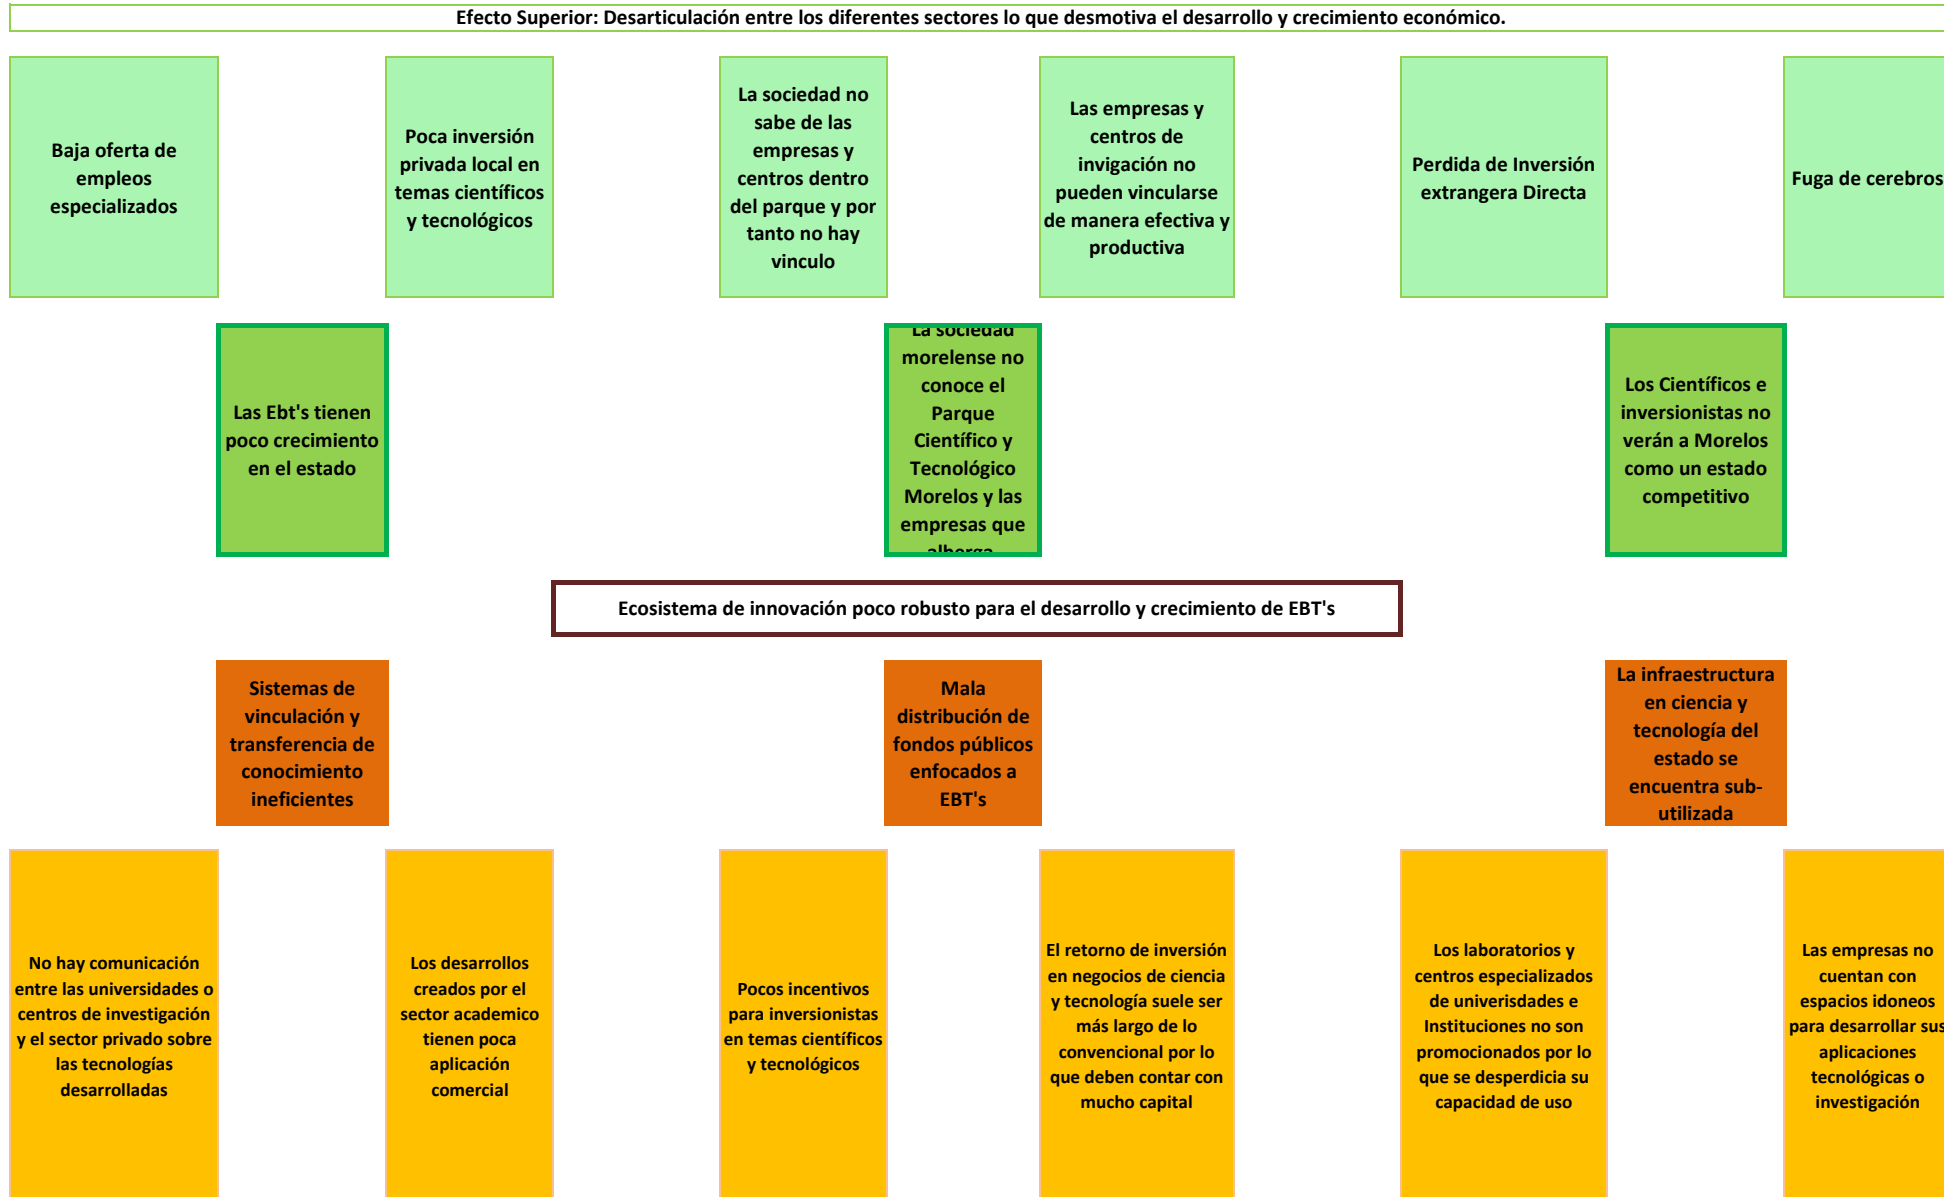 Efecto Superior: Desarticulación entre los diferentes sectores lo que desmotiva el desarrollo y crecimiento económico.
Baja oferta de
empleos
especializados
Poca inversión
privada local en
temas científicos
y tecnológicos
La sociedad no
sabe de las
empresas y
centros dentro
del parque y por
tanto no hay
vinculo
Las empresas y
centros de
invigación no
pueden vincularse
de manera efectiva y
productiva
Perdida de Inversión
extrangera Directa
Fuga de cerebros
Las Ebt's tienen
poco crecimiento
en el estado
La sociedad
morelense no
conoce el
Parque
Científico y
Tecnológico
Morelos y las
empresas que
alberga
Los Científicos e
inversionistas no
verán a Morelos
como un estado
competitivo
Ecosistema de innovación poco robusto para el desarrollo y crecimiento de EBT's
Sistemas de
vinculación y
transferencia de
conocimiento
ineficientes
Mala
distribución de
fondos públicos
enfocados a
EBT's
La infraestructura
en ciencia y
tecnología del
estado se
encuentra sub-
utilizada
No hay comunicación
entre las universidades o
centros de investigación
y el sector privado sobre
las tecnologías
desarrolladas
Los desarrollos
creados por el
sector academico
tienen poca
aplicación
comercial
Pocos incentivos
para inversionistas
en temas científicos
y tecnológicos
El retorno de inversión
en negocios de ciencia
y tecnología suele ser
más largo de lo
convencional por lo
que deben contar con
mucho capital
Los laboratorios y
centros especializados
de univerisdades e
Instituciones no son
promocionados por lo
que se desperdicia su
capacidad de uso
Las empresas no
cuentan con
espacios idoneos
para desarrollar sus
aplicaciones
tecnológicas o
investigación